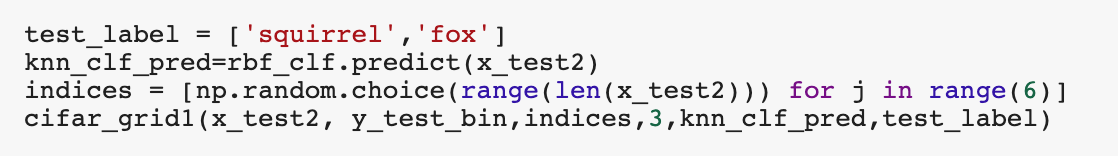 test_label = ['squirrel','fox']
knn_clf_pred=rbf_clf.predict(x_test2)
indices = [np.random.choice(range(len(x_test2))) for j in range(6)]
cifar_grid1(x_test2, y_test_bin,indices,3,knn_clf_pred,test_label)